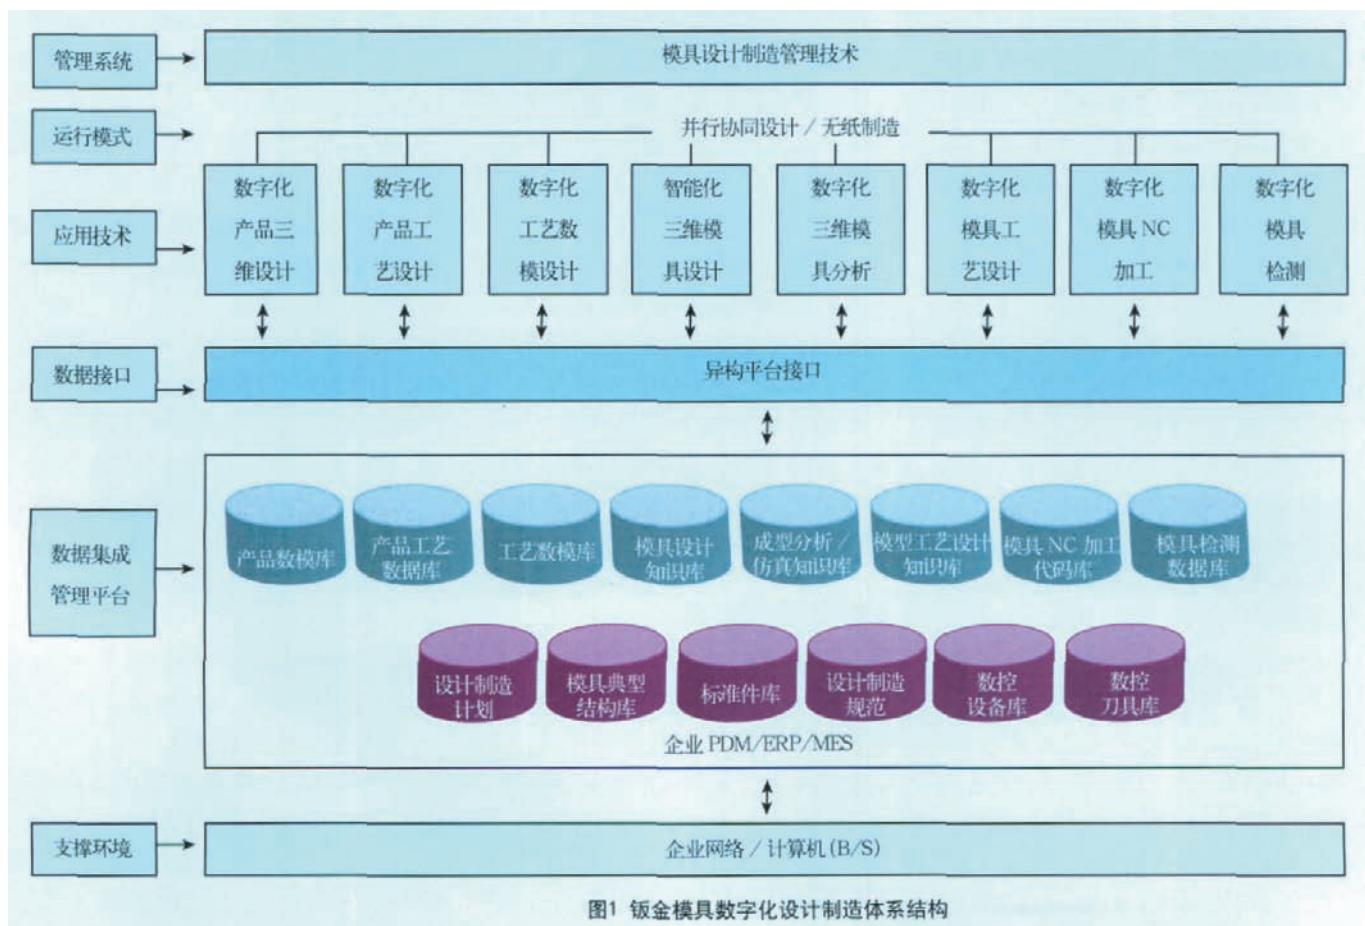 管理系统
模具设计制造管理技术
运行模式
并行协同设计 / 无纸制造
应用技术
数字化
产品三
维设计
数字化
产品工
艺设计
数字化
工艺数
模设计
智能化
三维模
具设计
数字化
三维模
具分析
数字化
模具工
艺设计
数字化
模具 NC
加工
数字化
模具
检测
数据接口
异构平台接口
数据集成
管理平台
产品数模库
产品工艺
数据库
工艺数模库
模具设计
知识库
成型分析 /
仿真知识库
模型工艺设计
知识库
模具 NC 加工
代码库
模具检测
数据库
设计制造
计划
模具典型
结构库
标准件库
设计制造
规范
数控
设备库
数控
刀具库
企业 PDM/ERP/MES
支撑环境
企业网络 / 计算机(B/S)
图1 钣金模具数字化设计制造体系结构